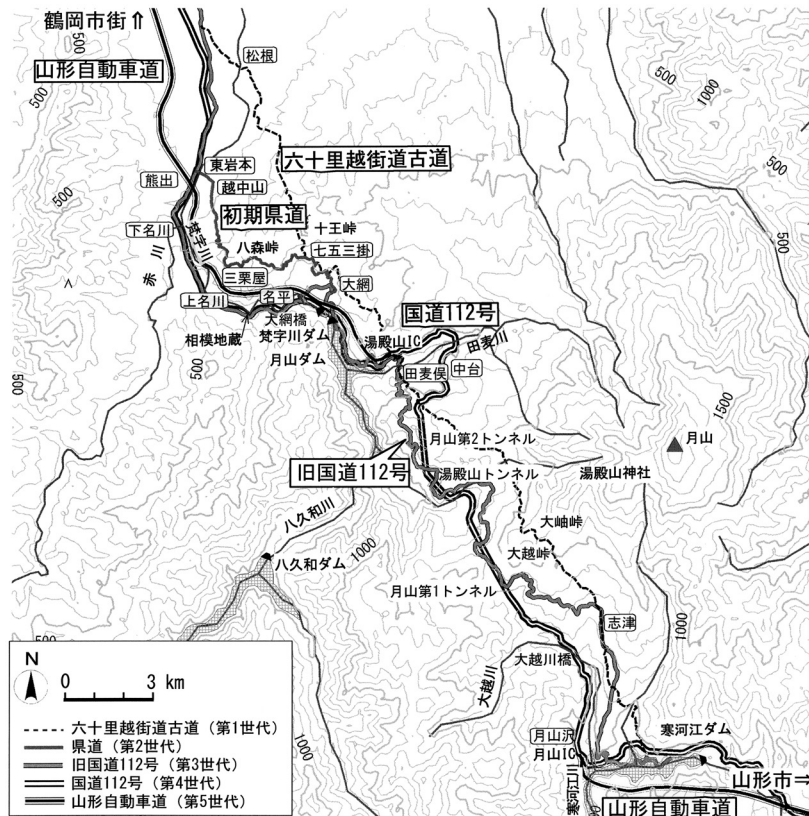 鶴岡市街⇑
500
山形自動車道
松根
500
500
1000
500
六十里越街道古道
東岩本
熊出
越中山
500
初期県道
十王峠
下名川
梵字川
八森峠
七五三掛
赤川
三栗屋
大網
500
上名川
名平
国道112号
大網橋
相模地蔵
梵字川ダム
湯殿山IC
田麦川
月山ダム
500
田麦俣
中台
500
1500
月山
月山第2トンネル
旧国道112号
湯殿山トンネル
湯殿山神社
八久和川
大岫峠
1000
大越峠
八久和ダム
月山第1トンネル
1000
志津
500
N
0 3 km
大越川橋
大越川
六十里越街道古道（第1世代）
県道（第2世代）
旧国道112号（第3世代）
国道112号（第4世代）
山形自動車道（第5世代）
1000
月山沢
寒河江ダム
月山IC
山形市⇒
寒河江川
山形自動車道